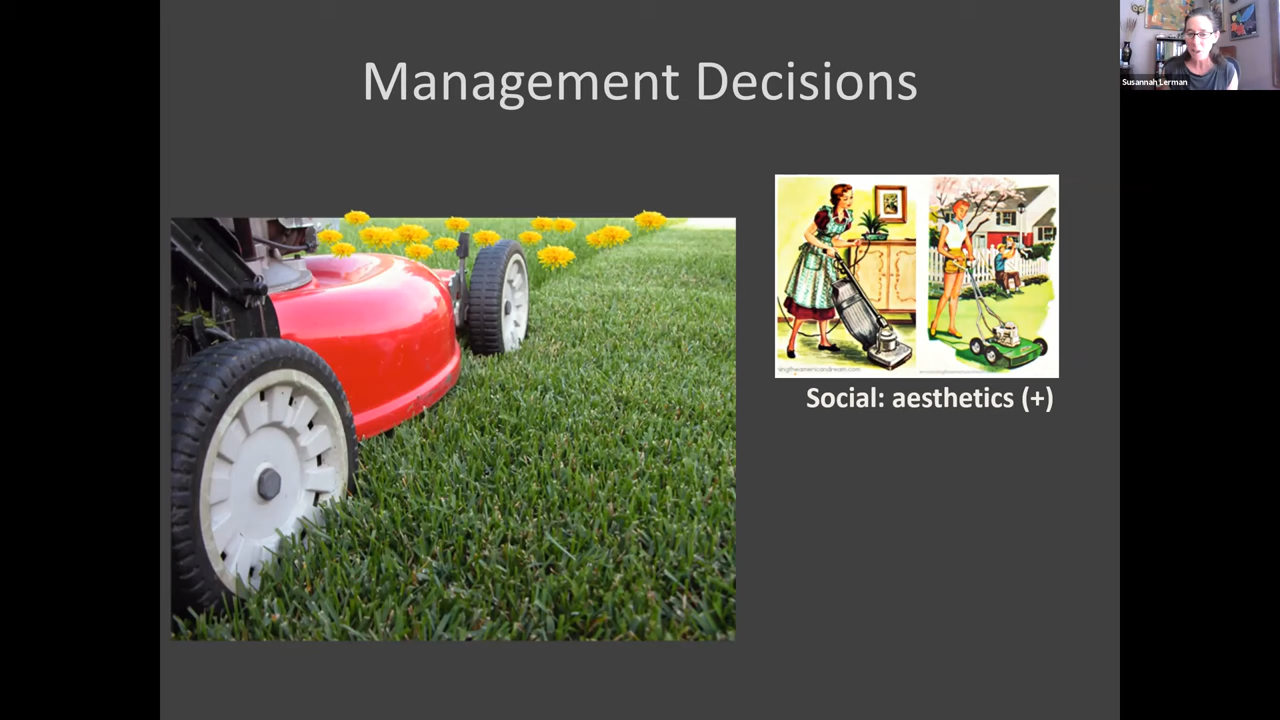 Management Decisions
Susannah Lerman
Social: aesthetics (+)